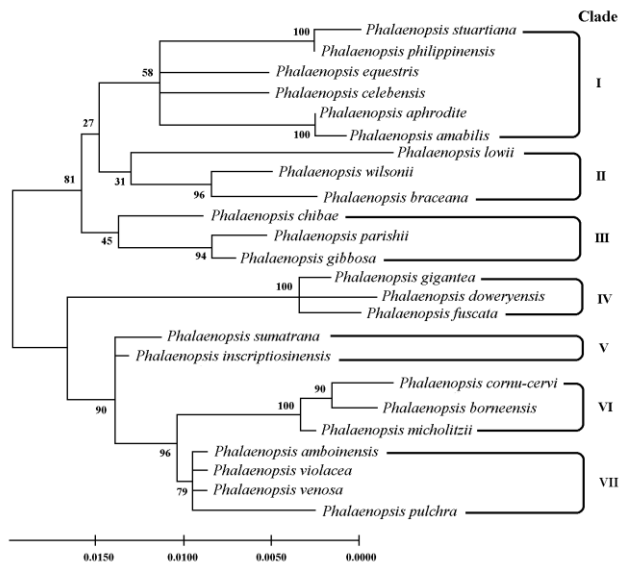 Clade
100
Phalaenopsis stuartiana
Phalaenopsis philippinensis
58
Phalaenopsis equestris
I
Phalaenopsis celebensis
Phalaenopsis aphrodite
27
100
Phalaenopsis amabilis
Phalaenopsis lowii
31
Phalaenopsis wilsonii
II
81
96
Phalaenopsis braceana
Phalaenopsis chibae
45
Phalaenopsis parishii
III
94
Phalaenopsis gibbosa
Phalaenopsis gigantea
100
Phalaenopsis doweryensis
IV
Phalaenopsis fuscata
Phalaenopsis sumatrana
V
Phalaenopsis inscriptiosinensis
90
90
Phalaenopsis cornu-cervi
100
Phalaenopsis borneensis
VI
Phalaenopsis micholitzii
96
Phalaenopsis amboinensis
Phalaenopsis violacea
VII
79
Phalaenopsis venosa
Phalaenopsis pulchra
0.0150 0.0100 0.0050 0.0000